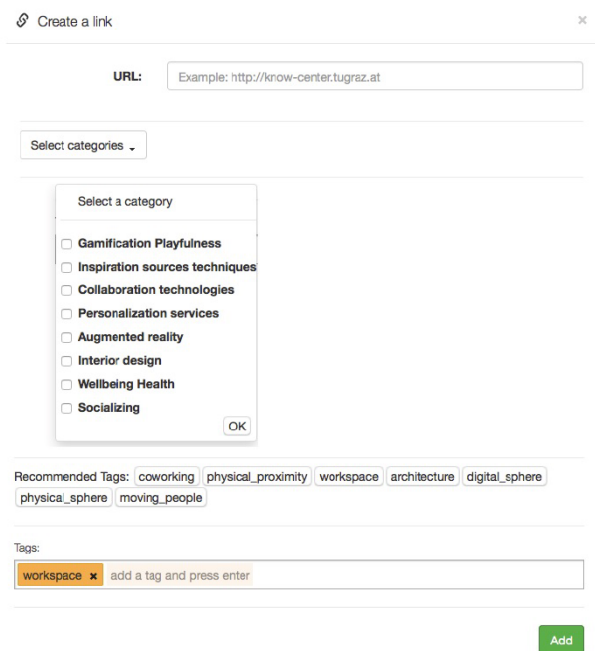 Create a link ×
URL: Example: http://know-center.tugraz.at
Select categories
Select a category
Gamification Playfulness
Inspiration sources techniques
Collaboration technologies
Personalization services
Augmented reality
Interior design
Wellbeing Health
Socializing
OK
Recommended Tags: coworking physical_proximity workspace architecture digital_sphere
physical_sphere moving_people
Tags:
workspace × add a tag and press enter
Add